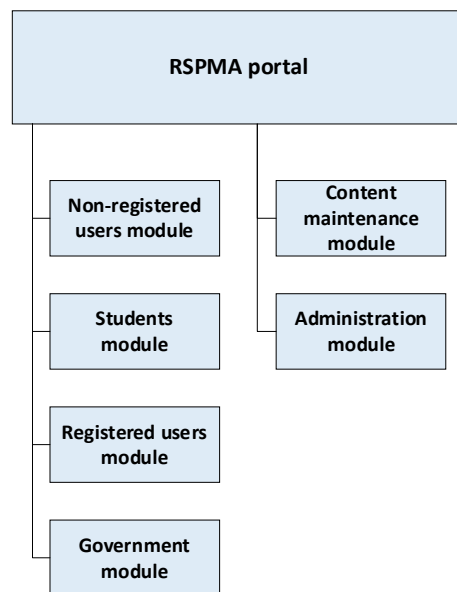 RSPMA portal
Non-registered
users module
Content
maintenance
module
Students
module
Administration
module
Registered users
module
Government
module